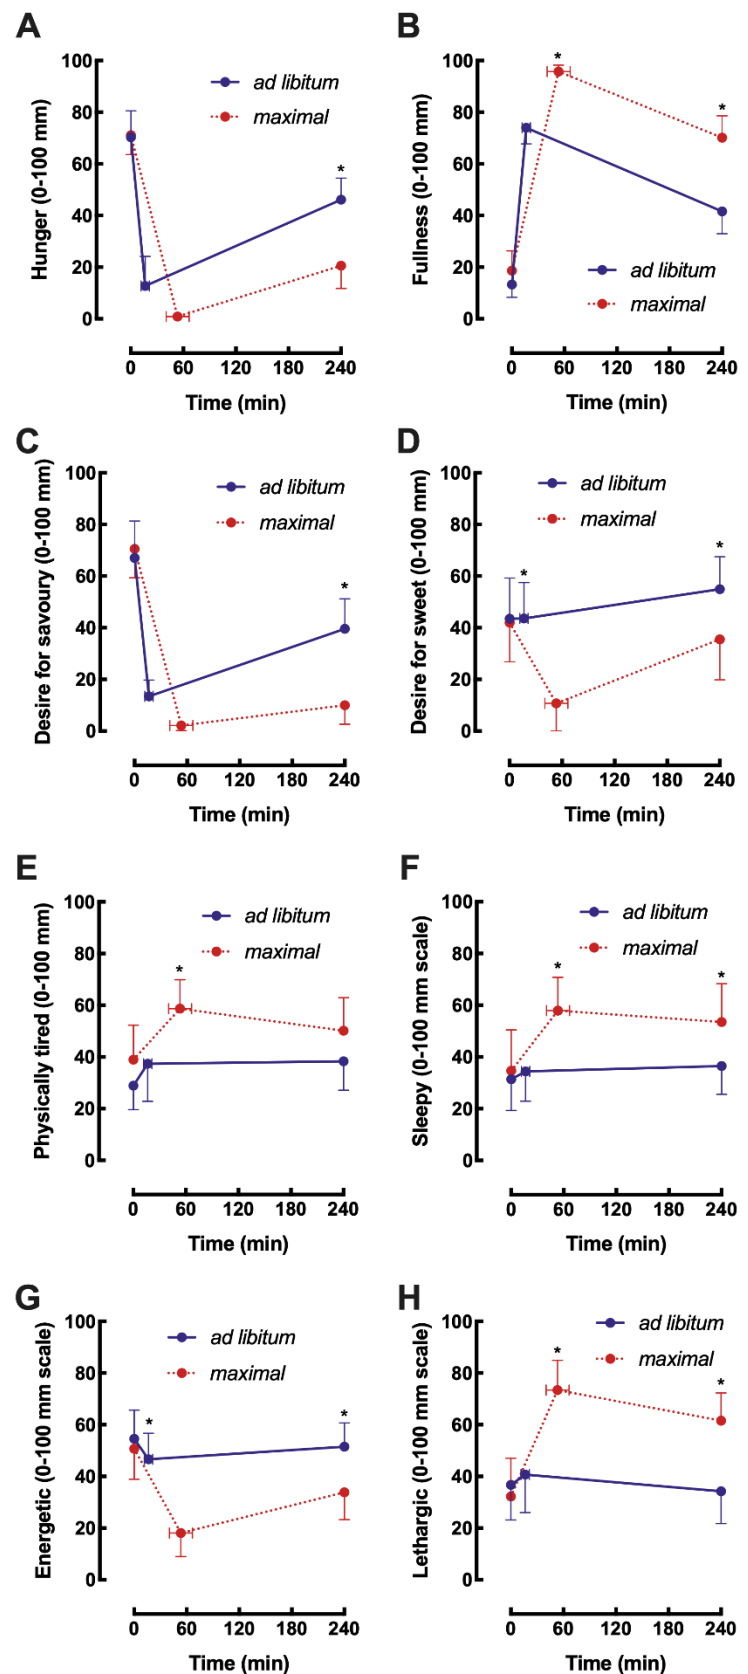 A
Hunger (0-100 mm)
100
80
60
40
20
0
ad libitum
maximal
*
0 60 120 180 240
Time (min)
B
Fullness (0-100 mm)
100
80
60
40
20
0
*
*
ad libitum
maximal
0 60 120 180 240
Time (min)
C
Desire for savoury (0-100 mm)
100
80
60
40
20
0
ad libitum
maximal
*
0 60 120 180 240
Time (min)
D
Desire for sweet (0-100 mm)
100
80
60
40
20
0
ad libitum
maximal
*
*
0 60 120 180 240
Time (min)
E
Physically tired (0-100 mm)
100
80
60
40
20
0
ad libitum
maximal
*
0 60 120 180 240
Time (min)
F
Sleepy (0-100 mm scale)
100
80
60
40
20
0
ad libitum
maximal
*
*
0 60 120 180 240
Time (min)
G
Energetic (0-100 mm scale)
100
80
60
40
20
0
ad libitum
maximal
*
*
0 60 120 180 240
Time (min)
H
Lethargic (0-100 mm scale)
100
80
60
40
20
0
ad libitum
maximal
*
*
0 60 120 180 240
Time (min)